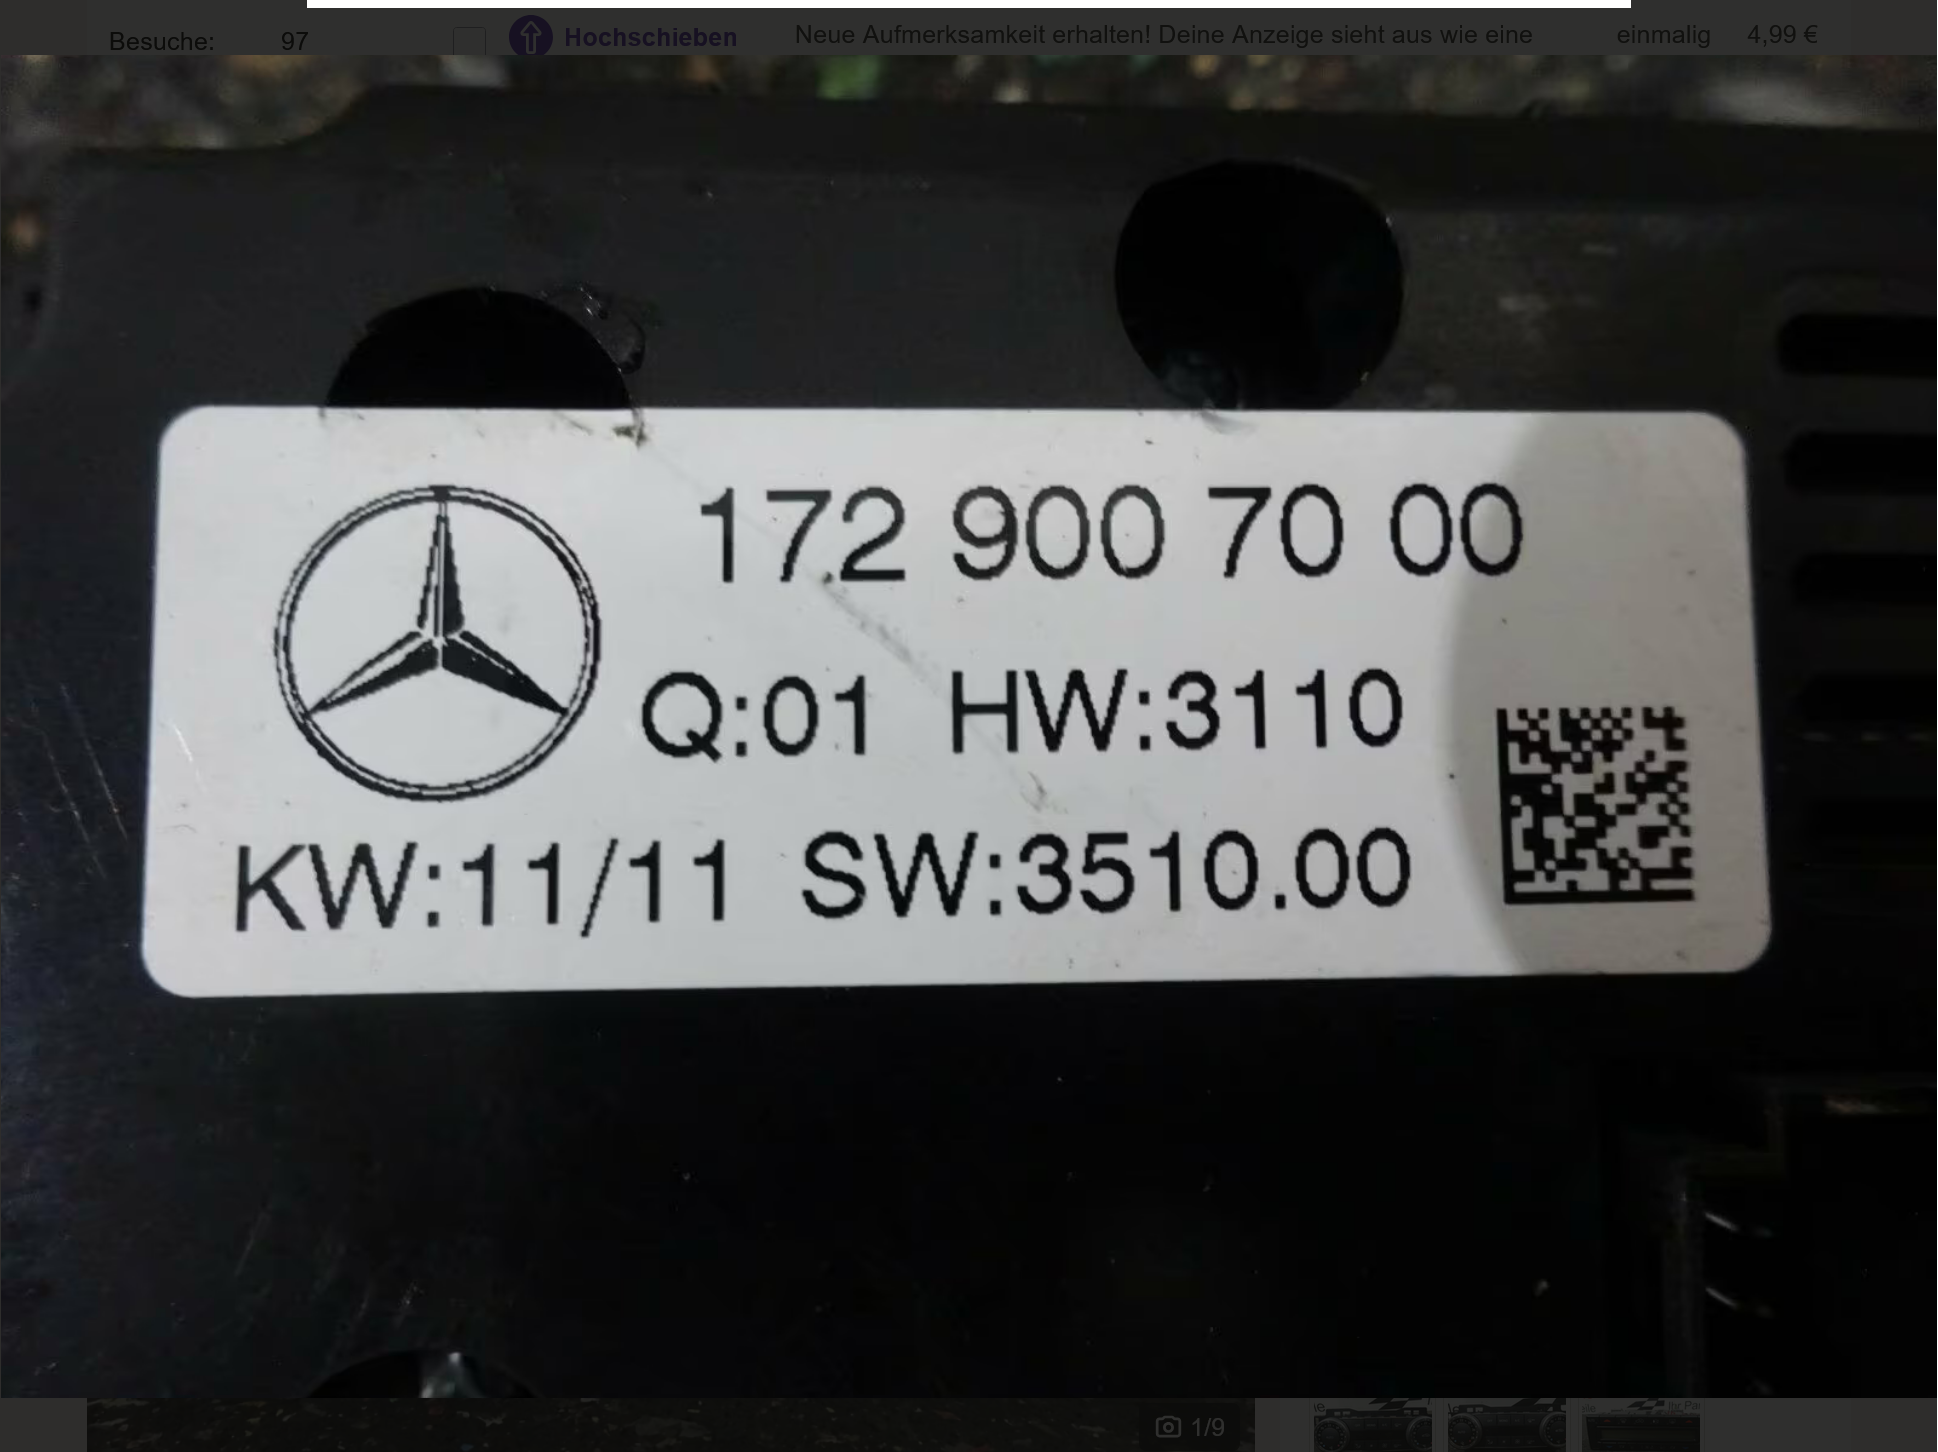 Besuche: 97 Hochschieben Neue Aufmerksamkeit erhalten! Deine Anzeige sieht aus wie eine einmalig 4,99 €
172 900 70 00
Q:01 HW:3110
KW:11/11 SW:3510.00
1/9